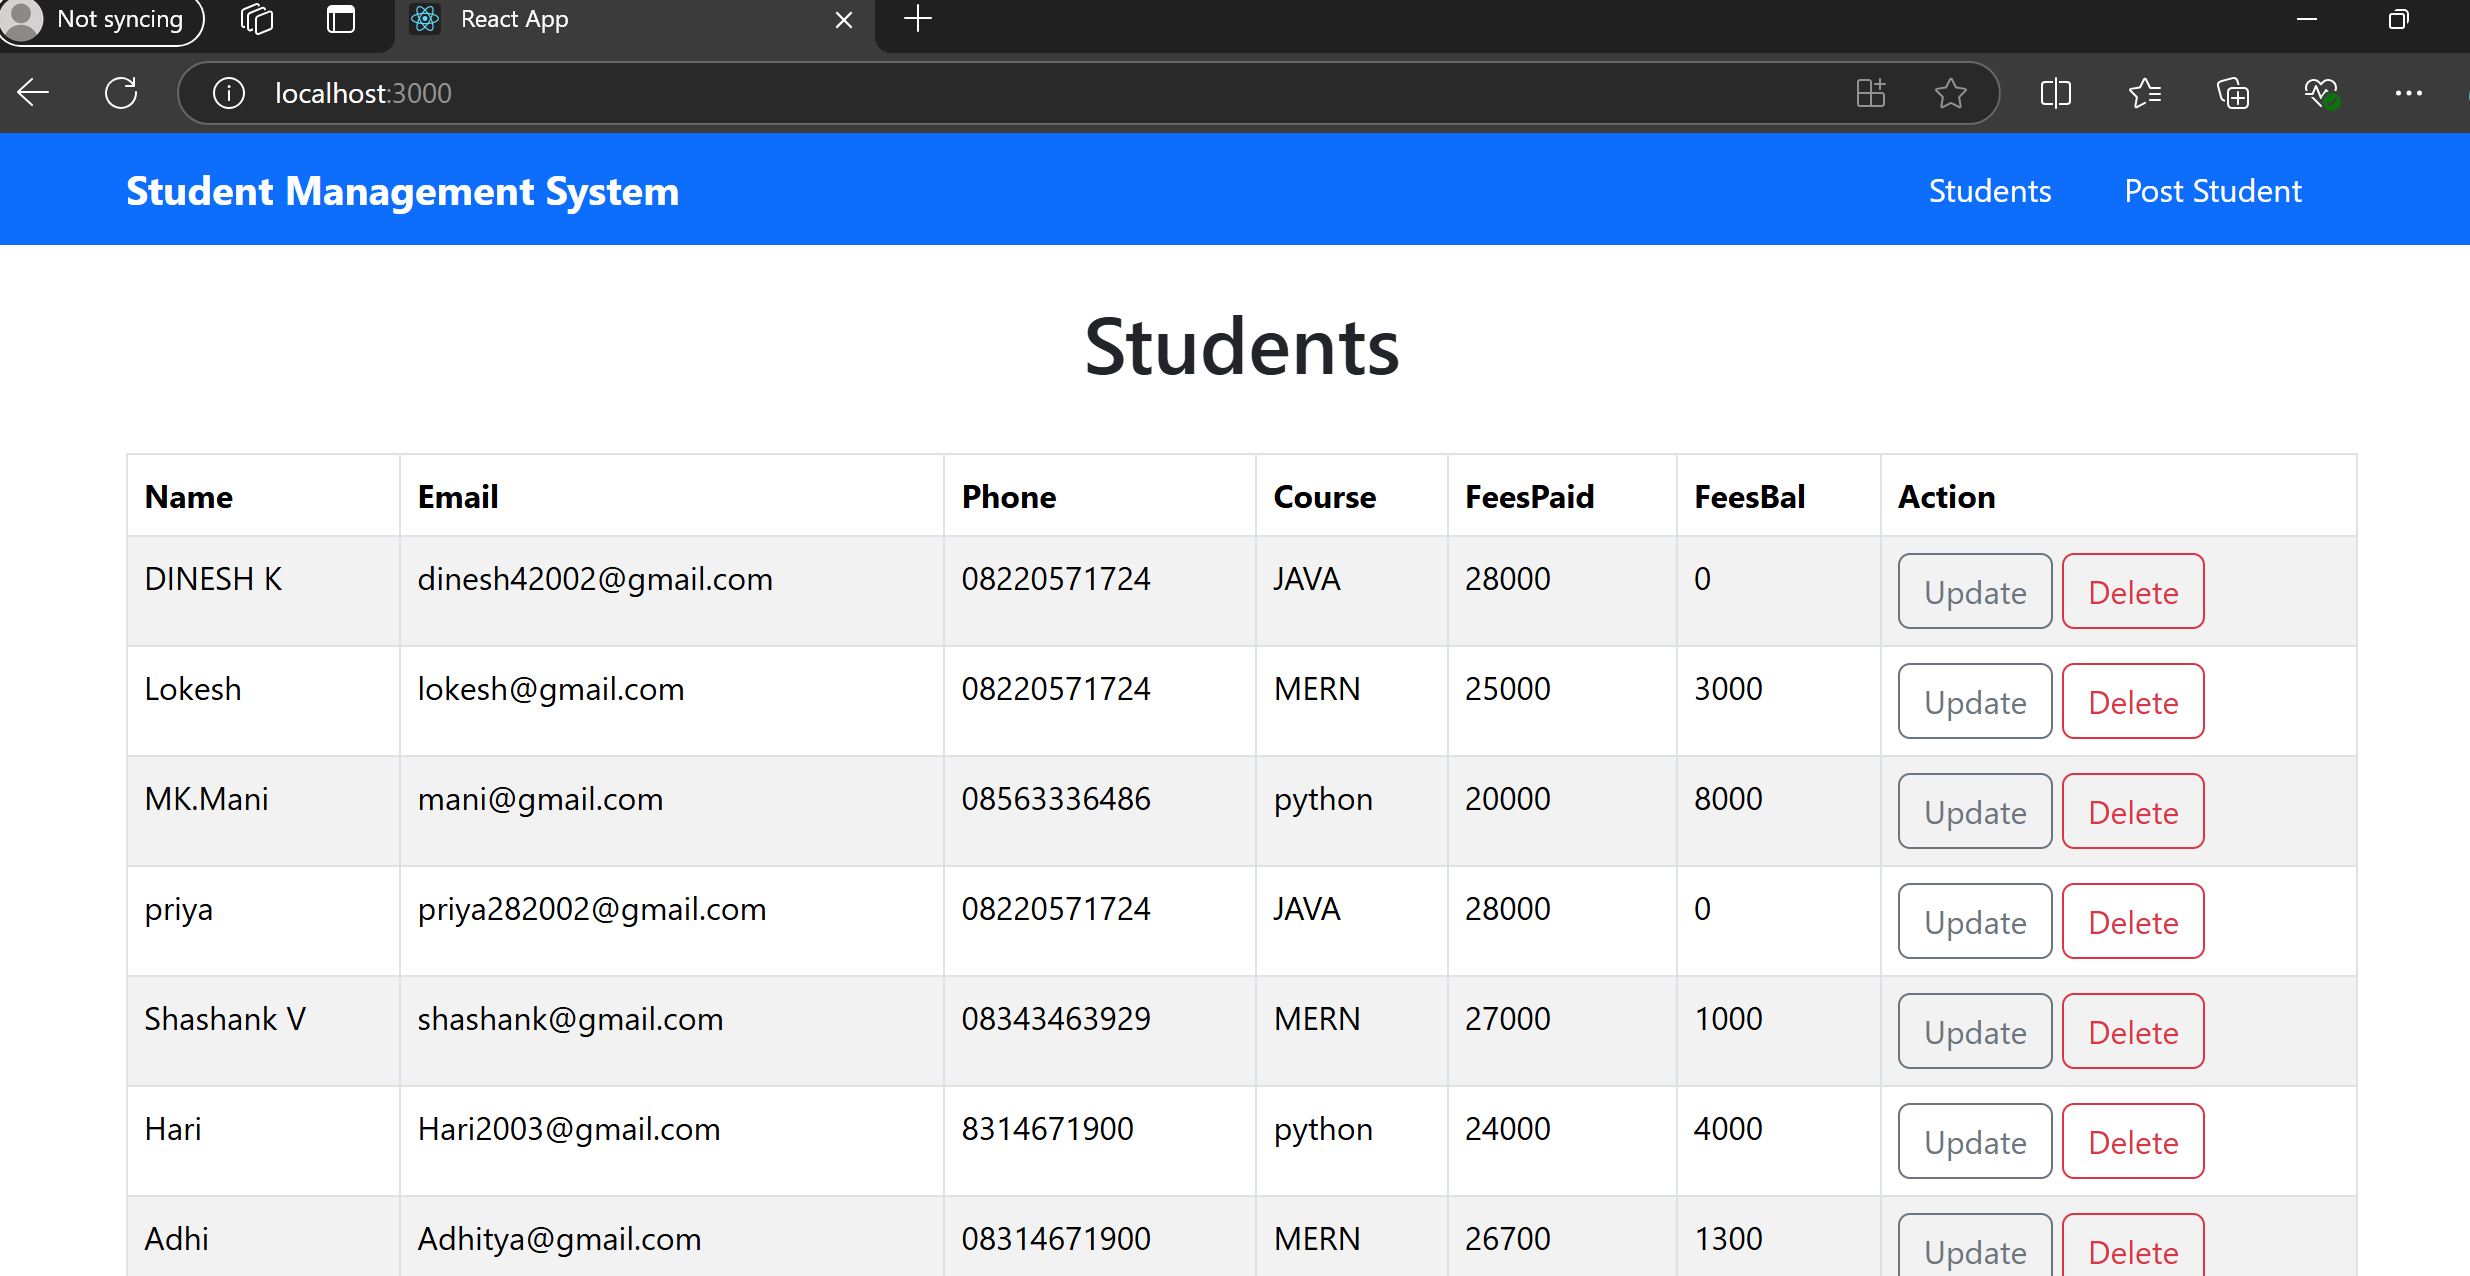 Not syncing
React App
localhost:3000
Student Management System Students Post Student
Students
Name Email Phone Course FeesPaid FeesBal Action
DINESH K dinesh42002@gmail.com 08220571724 JAVA 28000 0 Update Delete
Lokesh lokesh@gmail.com 08220571724 MERN 25000 3000 Update Delete
MK.Mani mani@gmail.com 08563336486 python 20000 8000 Update Delete
priya priya282002@gmail.com 08220571724 JAVA 28000 0 Update Delete
Shashank V shashank@gmail.com 08343463929 MERN 27000 1000 Update Delete
Hari Hari2003@gmail.com 8314671900 python 24000 4000 Update Delete
Adhi Adhitya@gmail.com 08314671900 MERN 26700 1300 Update Delete